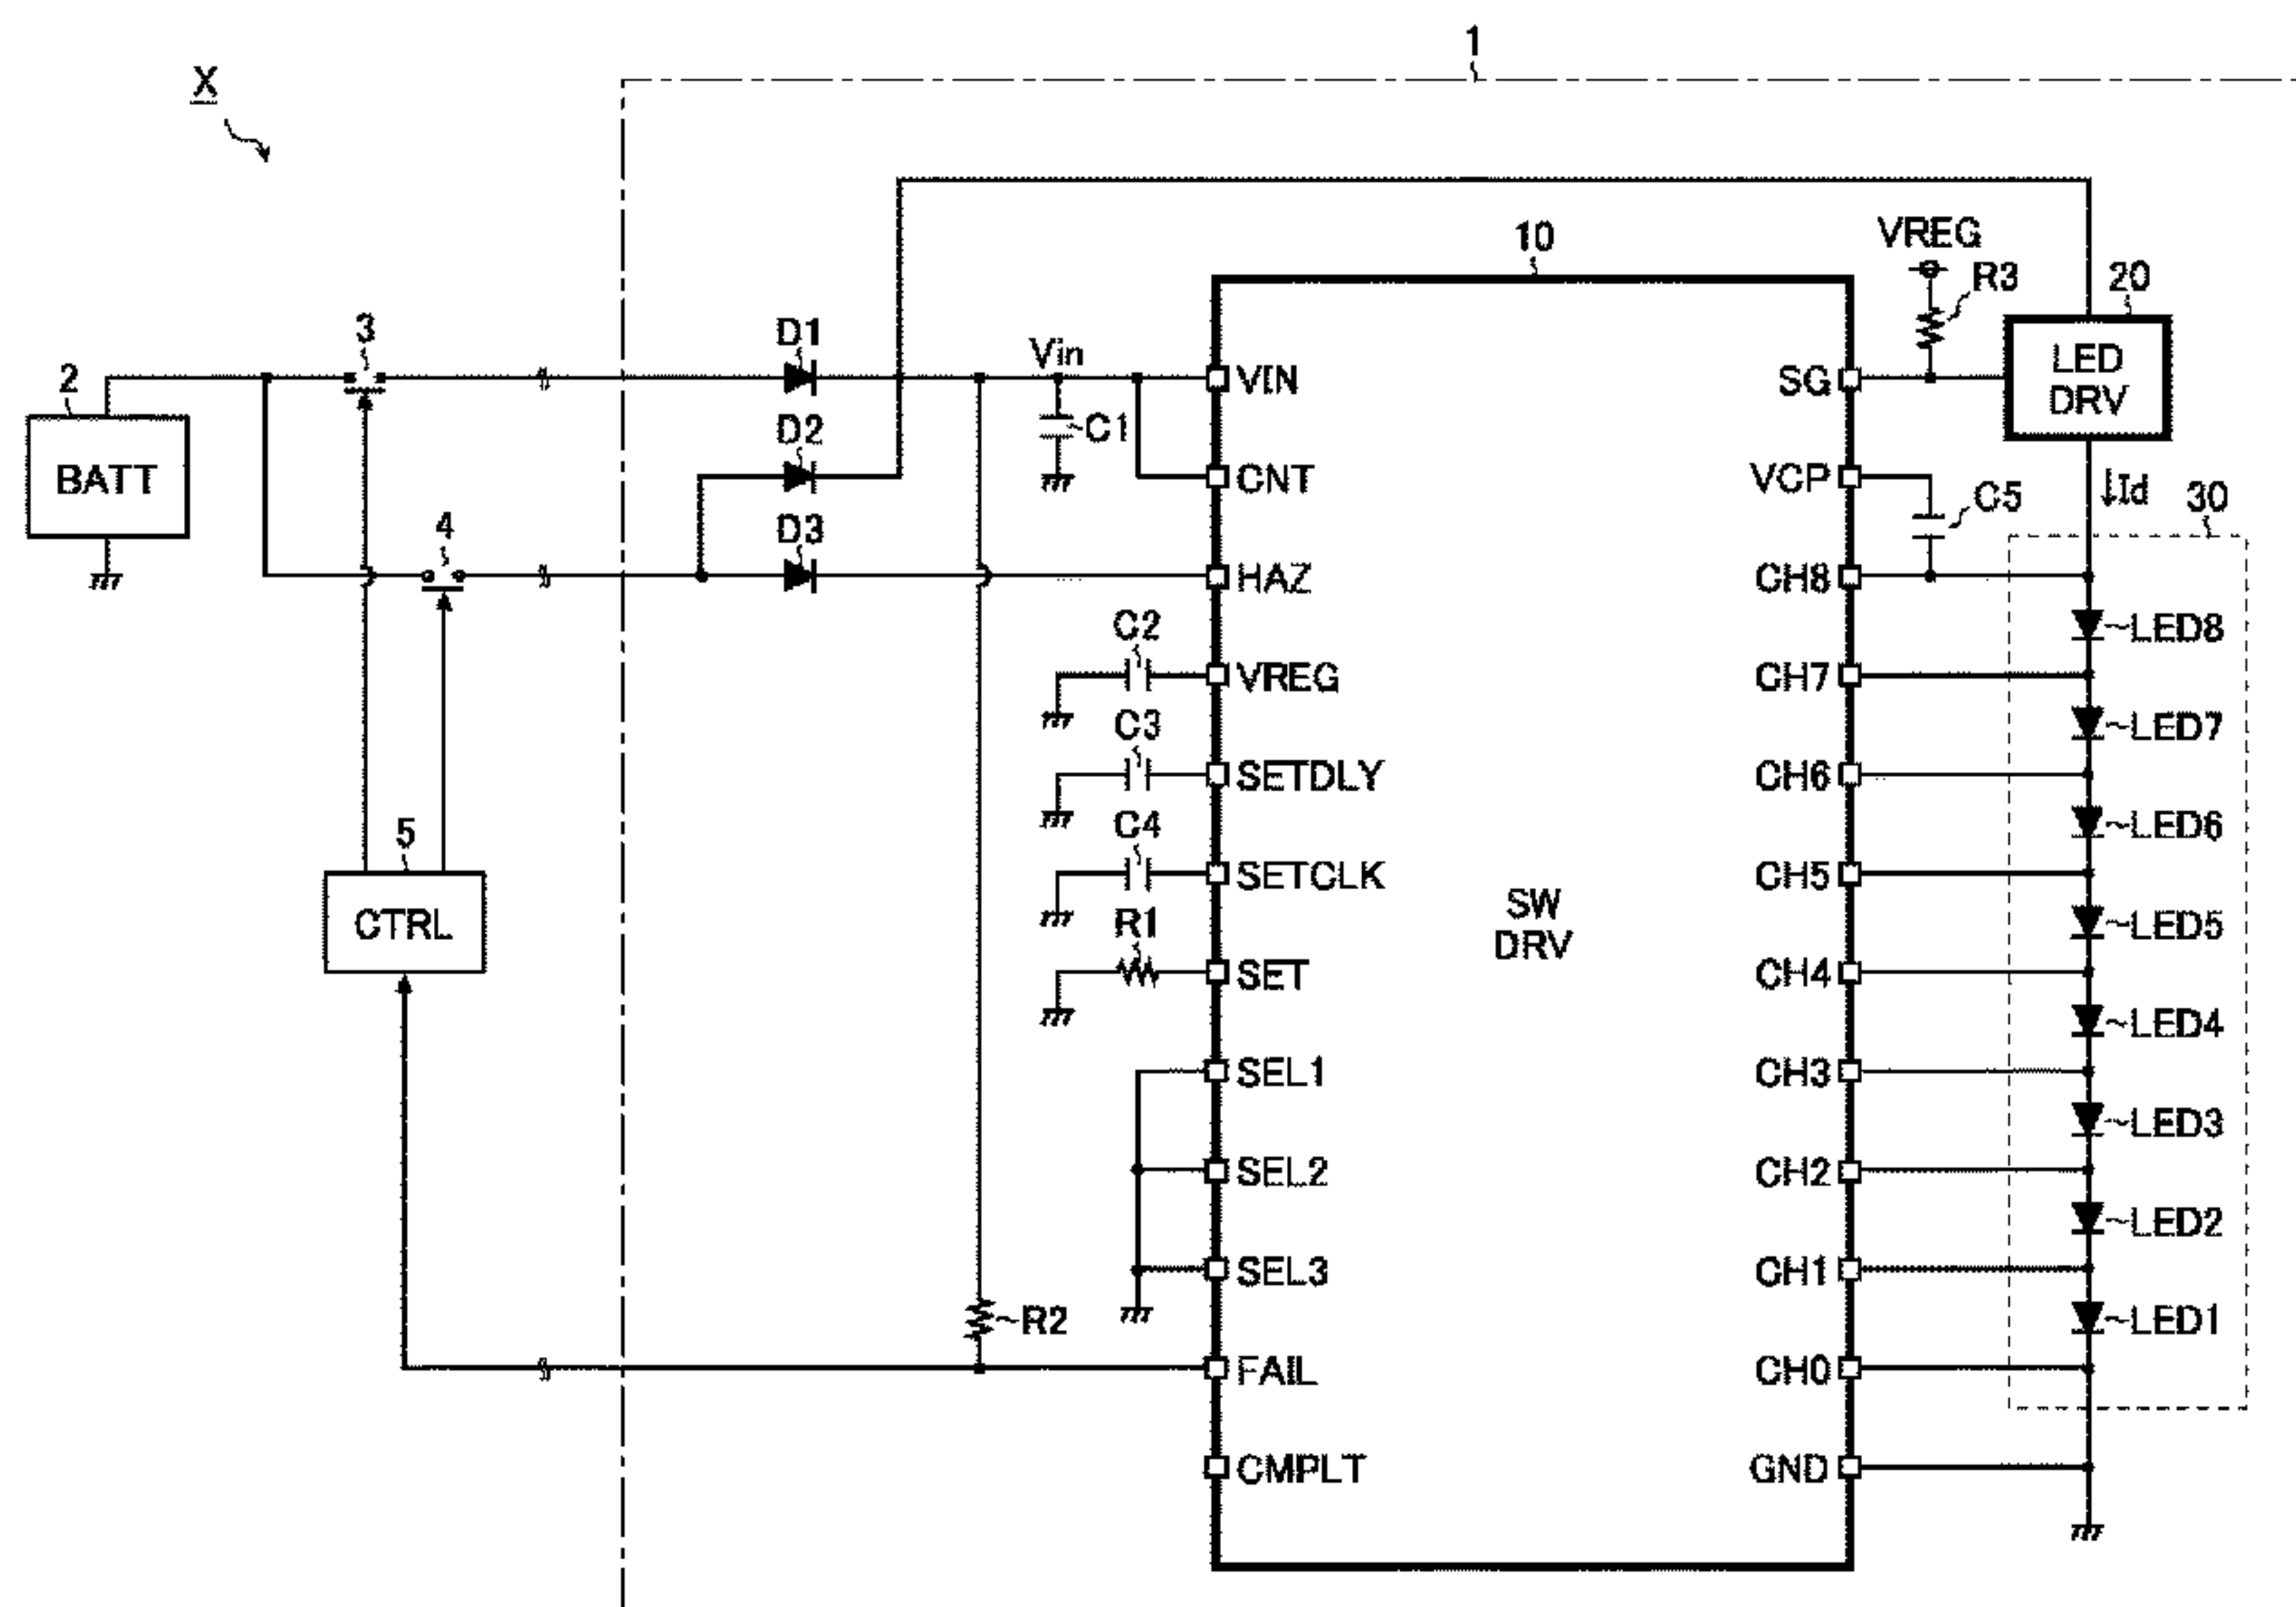 1
X
10
VREG
R3
20
LED
DRV
3
D1
Vin
VIN
SG
2
BATT
D2
C1
CNT
VCP
C5
Id
30
4
D3
HAZ
CH8
LED8
C2
VREG
CH7
LED7
C3
SETDLY
CH6
LED6
C4
SETCLK
CH5
LED5
5
CTRL
SW
DRV
R1
SET
CH4
LED4
SEL1
CH3
LED3
SEL2
CH2
LED2
SEL3
CH1
LED1
R2
FAIL
CH0
CMPLT
GND